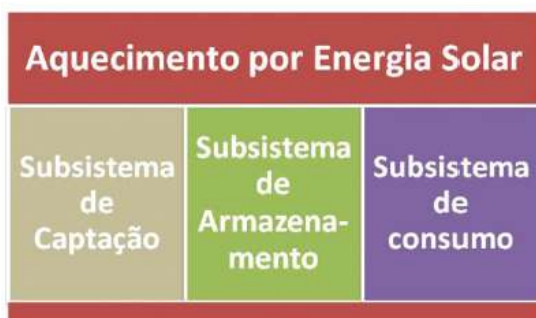 Aquecimento por Energia Solar
Subsistema
de
Captação
Subsistema
de
Armazena-
mento
Subsistema
de
consumo